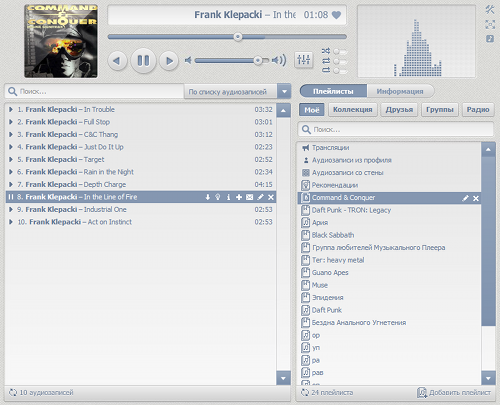 COMMAND
&
CONQUER
Frank Klepacki – In the
01:08
Поиск...
По списку аудиозаписей
1. Frank Klepacki – In Trouble 03:32
2. Frank Klepacki – Full Stop 03:01
3. Frank Klepacki – C&C Thang 03:12
4. Frank Klepacki – Just Do It Up 02:23
5. Frank Klepacki – Target 02:52
6. Frank Klepacki – Rain in the Night 02:34
7. Frank Klepacki – Depth Charge 04:15
8. Frank Klepacki – In the Line of Fire
9. Frank Klepacki – Industrial One 02:53
10. Frank Klepacki – Act on Instinct 02:53
10 аудиозаписей
Плейлисты Информация
Моё Коллекция Друзья Группы Радио
Поиск...
Трансляции
Аудиозаписи из профиля
Аудиозаписи со стены
Рекомендации
Command & Conquer
Daft Punk - TRON: Legacy
Ария
Black Sabbath
Группа любителей Музыкального Плеера
Тег: heavy metal
Guano Apes
Muse
Эпидения
Daft Punk
Бездна Анального Угнетения
ор
уп
ра
рав
ор
24 плейлиста
Добавить плейлист